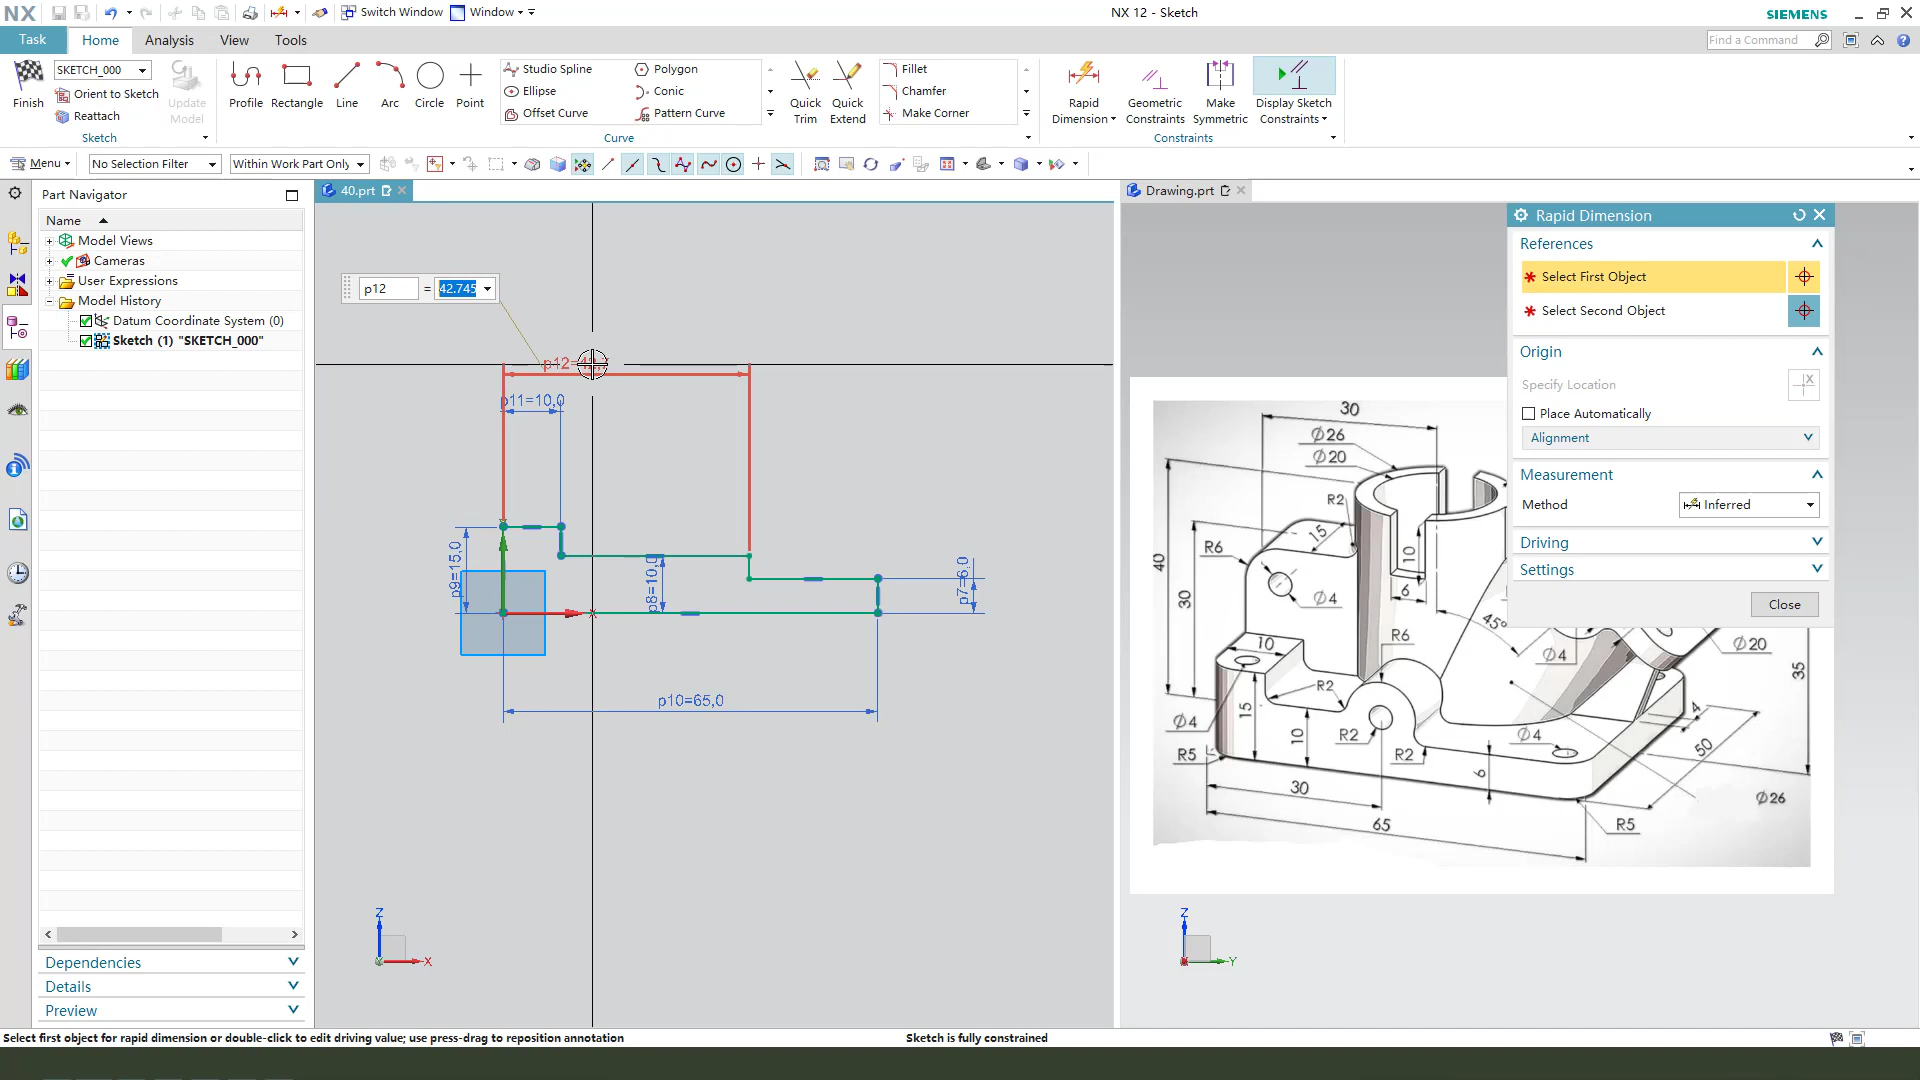 NX
Switch Window
Window
NX 12 - Sketch
SIEMENS
Task
Home
Analysis
View
Tools
Find a Command
SKETCH_000
Orient to Sketch
Reattach
Finish
Update
Model
Sketch
Profile
Rectangle
Line
Arc
Circle
Point
Studio Spline
Ellipse
Offset Curve
Polygon
Conic
Pattern Curve
Curve
Quick
Trim
Quick
Extend
Fillet
Chamfer
Make Corner
Rapid
Dimension
Geometric
Constraints
Make
Symmetric
Display Sketch
Constraints
Constraints
Menu
No Selection Filter
Within Work Part Only
Part Navigator
Name
Model Views
Cameras
User Expressions
Model History
Datum Coordinate System (0)
Sketch (1) "SKETCH_000"
Dependencies
Details
Preview
40.prt
p12
=
42.745
p11=10,0
p9=15,0
p8=10,0
p7=6,0
p10=65,0
Z
X
Drawing.prt
Rapid Dimension
References
Select First Object
Select Second Object
Origin
Specify Location
Place Automatically
Alignment
Measurement
Method
Inferred
Driving
Settings
Close
30
Ø26
Ø20
R2
15
R6
40
10
30
Ø4
6
45°
R6
10
Ø4
Ø20
35
R2
15
4
Ø4
10
R2
Ø4
50
R5
R2
6
30
Ø26
65
R5
Z
Y
Select first object for rapid dimension or double-click to edit driving value; use press-drag to reposition annotation
Sketch is fully constrained